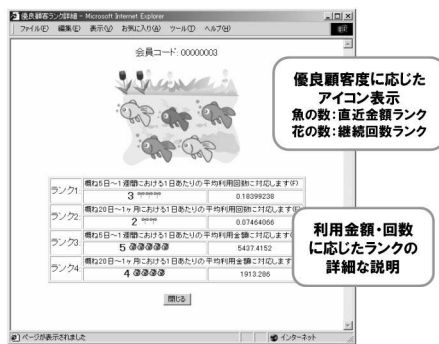 優良顧客ランク詳細 - Microsoft Internet Explorer
ファイル(F) 編集(E) 表示(V) お気に入り(A) ツール(T) ヘルプ(H)
会員コード: 00000003
優良顧客度に応じた
アイコン表示
魚の数:直近金額ランク
花の数:継続回数ランク
ランク1: 概ね5日~1週間における1日あたりの平均利用回数に対応します(F)
3 0.18399238
ランク2: 概ね20日~1ヶ月における1日あたりの平均利用回数に対応します
2 0.07464066
ランク3: 概ね5日~1週間における1日あたりの平均利用金額に対応します
5 5437.4152
ランク4: 概ね20日~1ヶ月における1日あたりの平均利用金額に対応します
4 1913.286
利用金額・回数
に応じたランクの
詳細な説明
閉じる
ページが表示されました インターネット